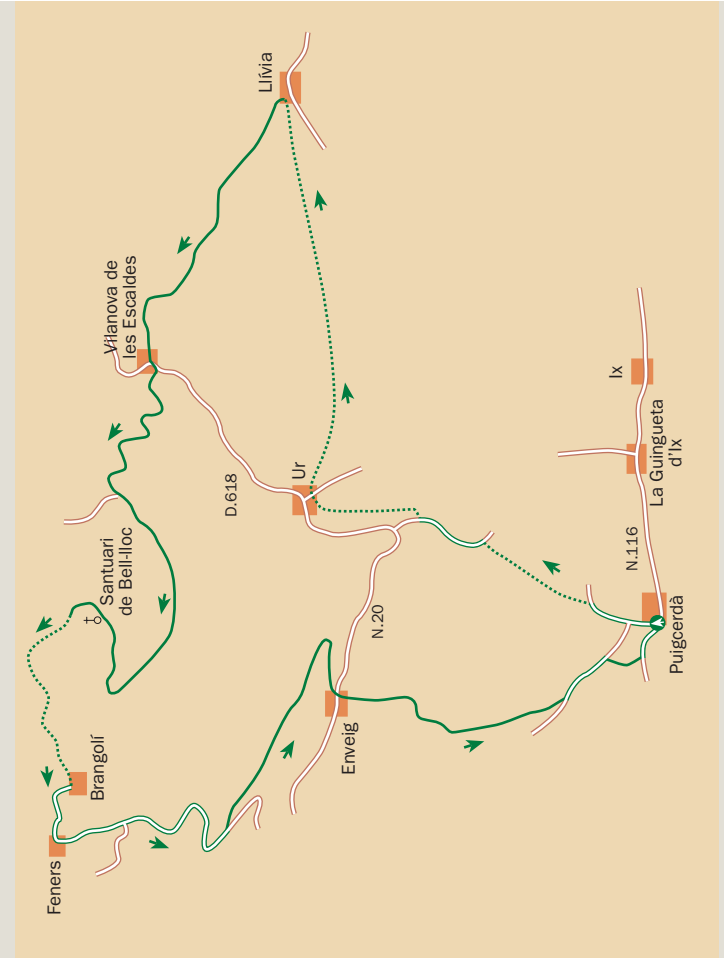 Llívia
Vilanova de
les Escaldes
Ix
La Guingueta
d'Ix
Ur
D.618
N.116
Santuari
de Bell-lloc
N.20
Puigcerdà
Enveig
Brangolí
Feners